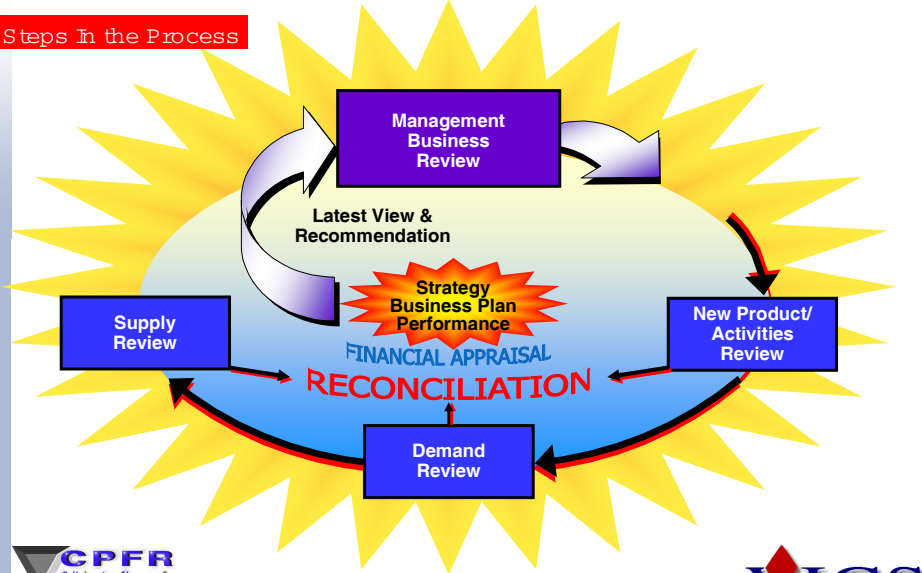 Steps In the Process
Management
Business
Review
Latest View &
Recommendation
Strategy
Business Plan
Performance
Supply
Review
New Product/
Activities
Review
FINANCIAL APPRAISAL
RECONCILIATION
Demand
Review
CPFR